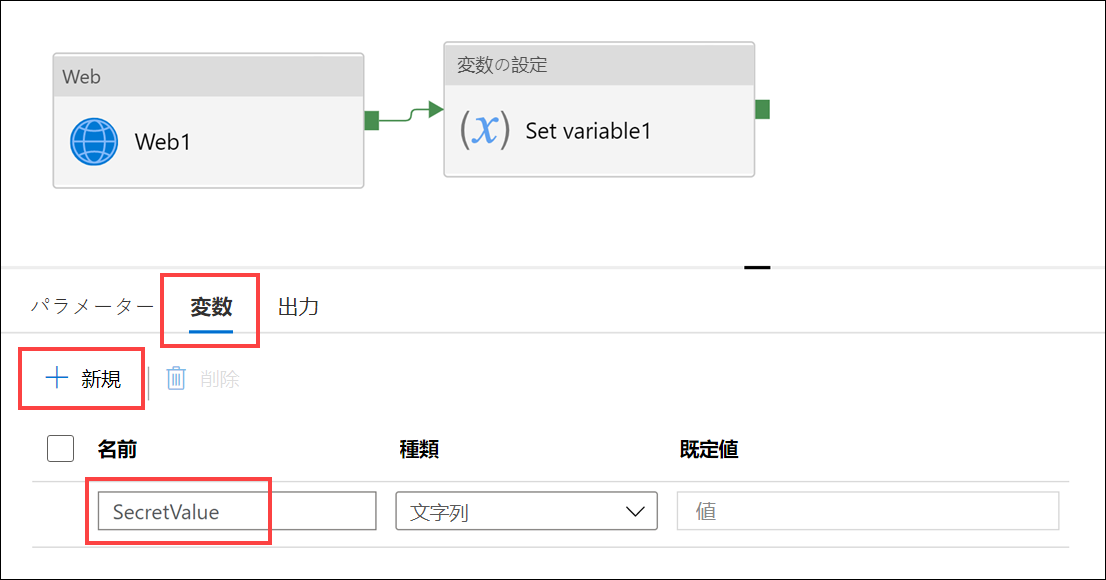 Web
Web1
変数の設定
(x) Set variable1
パラメーター 変数 出力
新規 削除
名前 種類 既定値
SecretValue 文字列 値